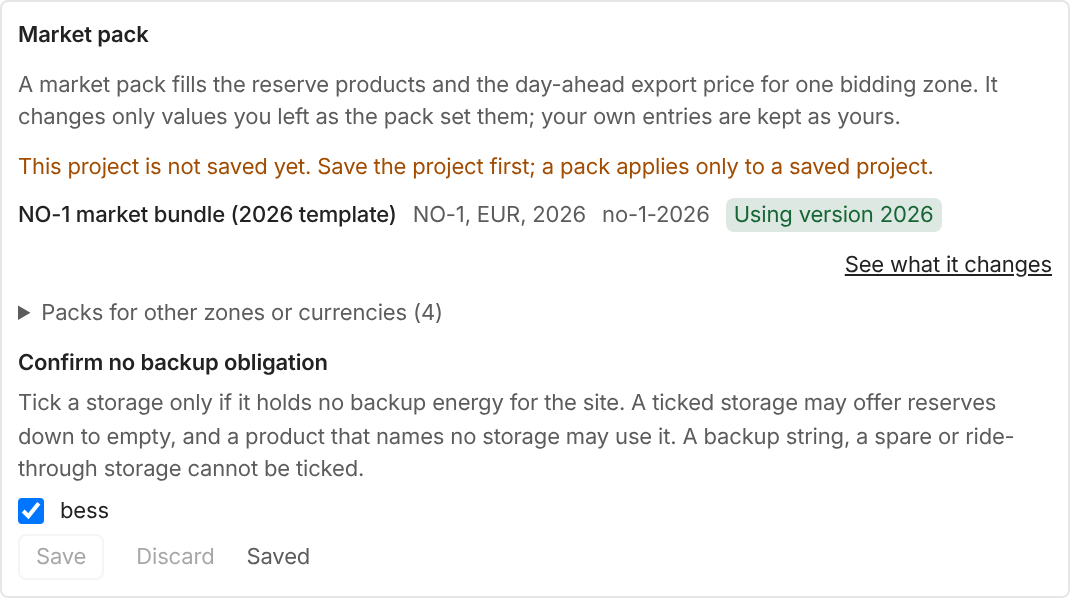 Market pack
A market pack fills the reserve products and the day-ahead export price for one bidding zone. It
changes only values you left as the pack set them; your own entries are kept as yours.
This project is not saved yet. Save the project first; a pack applies only to a saved project.
NO-1 market bundle (2026 template) NO-1, EUR, 2026 no-1-2026 Using version 2026
See what it changes
Packs for other zones or currencies (4)
Confirm no backup obligation
Tick a storage only if it holds no backup energy for the site. A ticked storage may offer reserves
down to empty, and a product that names no storage may use it. A backup string, a spare or ride-
through storage cannot be ticked.
bess
Save Discard Saved